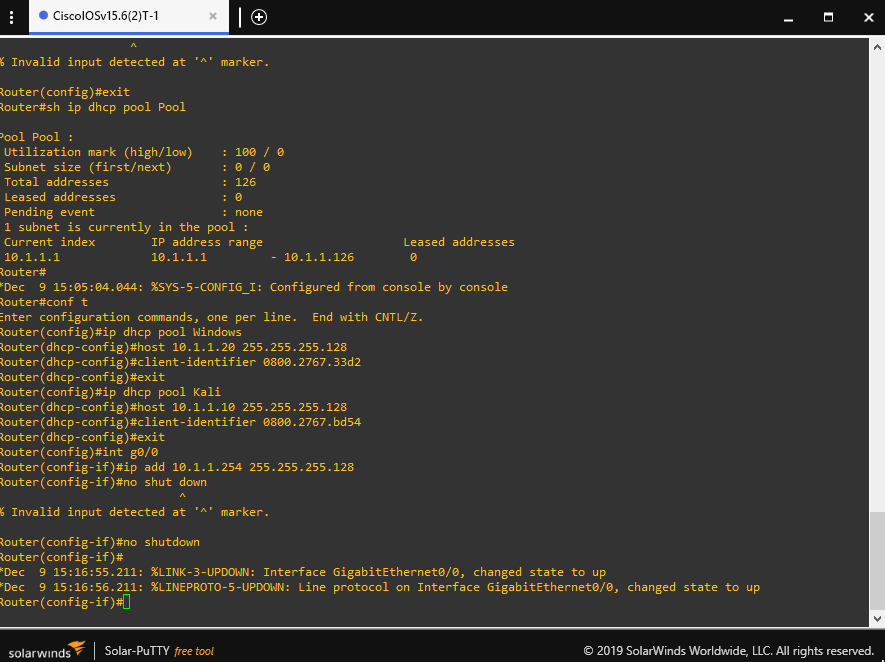 CiscoIOSv15.6(2)T-1
^
% Invalid input detected at '^' marker.
Router(config)#exit
Router#sh ip dhcp pool Pool
Pool Pool :
Utilization mark (high/low)    : 100 / 0
Subnet size (first/next)       : 0 / 0
Total addresses                : 126
Leased addresses               : 0
Pending event                  : none
1 subnet is currently in the pool :
Current index        IP address range                    Leased addresses
10.1.1.1             10.1.1.1         - 10.1.1.126        0
Router#
*Dec  9 15:05:04.044: %SYS-5-CONFIG_I: Configured from console by console
Router#conf t
Enter configuration commands, one per line.  End with CNTL/Z.
Router(config)#ip dhcp pool Windows
Router(dhcp-config)#host 10.1.1.20 255.255.255.128
Router(dhcp-config)#client-identifier 0800.2767.33d2
Router(dhcp-config)#exit
Router(config)#ip dhcp pool Kali
Router(dhcp-config)#host 10.1.1.10 255.255.255.128
Router(dhcp-config)#client-identifier 0800.2767.bd54
Router(dhcp-config)#exit
Router(config)#int g0/0
Router(config-if)#ip add 10.1.1.254 255.255.255.128
Router(config-if)#no shut down
^
% Invalid input detected at '^' marker.
Router(config-if)#no shutdown
Router(config-if)#
*Dec  9 15:16:55.211: %LINK-3-UPDOWN: Interface GigabitEthernet0/0, changed state to up
*Dec  9 15:16:56.211: %LINEPROTO-5-UPDOWN: Line protocol on Interface GigabitEthernet0/0, changed state to up
Router(config-if)#
solarwinds Solar-PuTTY free tool © 2019 SolarWinds Worldwide, LLC. All rights reserved.